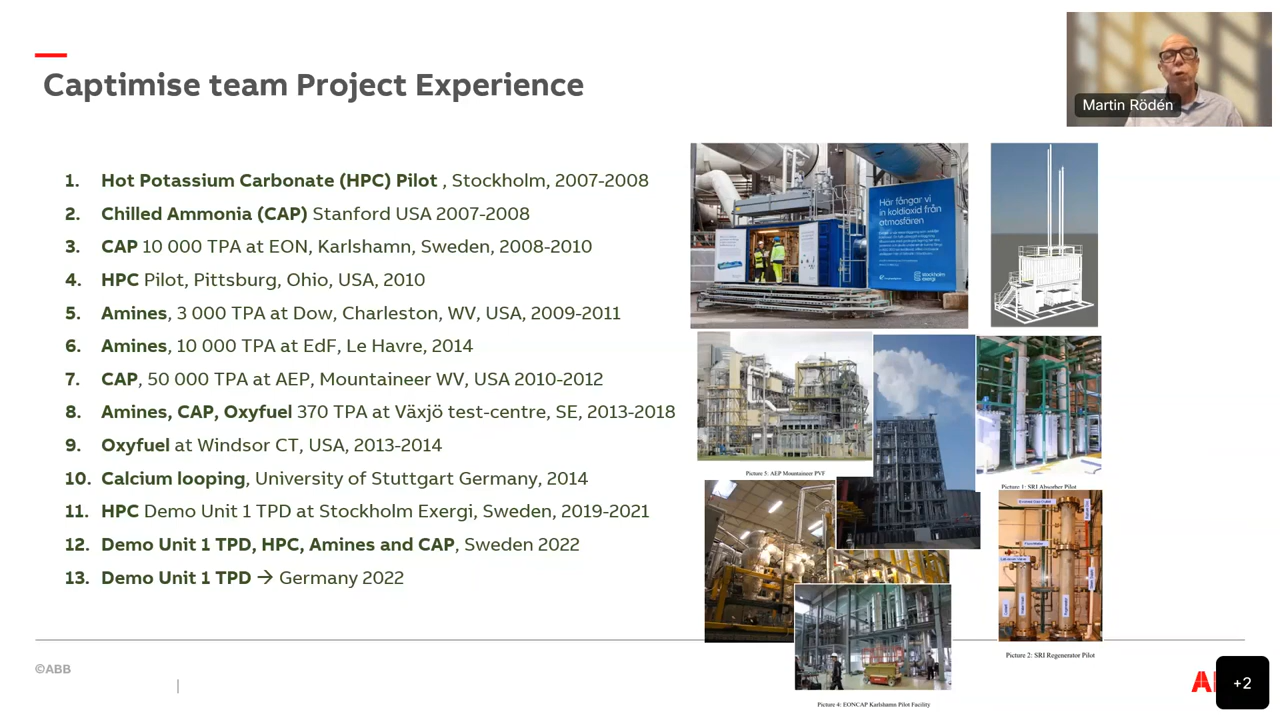 Captimise team Project Experience
Martin Rödén
1. Hot Potassium Carbonate (HPC) Pilot , Stockholm, 2007-2008
2. Chilled Ammonia (CAP) Stanford USA 2007-2008
3. CAP 10 000 TPA at EON, Karlshamn, Sweden, 2008-2010
4. HPC Pilot, Pittsburg, Ohio, USA, 2010
5. Amines, 3 000 TPA at Dow, Charleston, WV, USA, 2009-2011
6. Amines, 10 000 TPA at EdF, Le Havre, 2014
7. CAP, 50 000 TPA at AEP, Mountaineer WV, USA 2010-2012
8. Amines, CAP, Oxyfuel 370 TPA at Växjö test-centre, SE, 2013-2018
9. Oxyfuel at Windsor CT, USA, 2013-2014
10. Calcium looping, University of Stuttgart Germany, 2014
11. HPC Demo Unit 1 TPD at Stockholm Exergi, Sweden, 2019-2021
12. Demo Unit 1 TPD, HPC, Amines and CAP, Sweden 2022
13. Demo Unit 1 TPD → Germany 2022
Här fångar vi
in koldioxid från
atmosfären
stockholm
exergi
Picture 5: AEP Mountaineer PVF
Picture 1: SRI Absorber Pilot
Picture 2: SRI Regenerator Pilot
Picture 4: EONCAP Karlshamn Pilot Facility
©ABB
+2